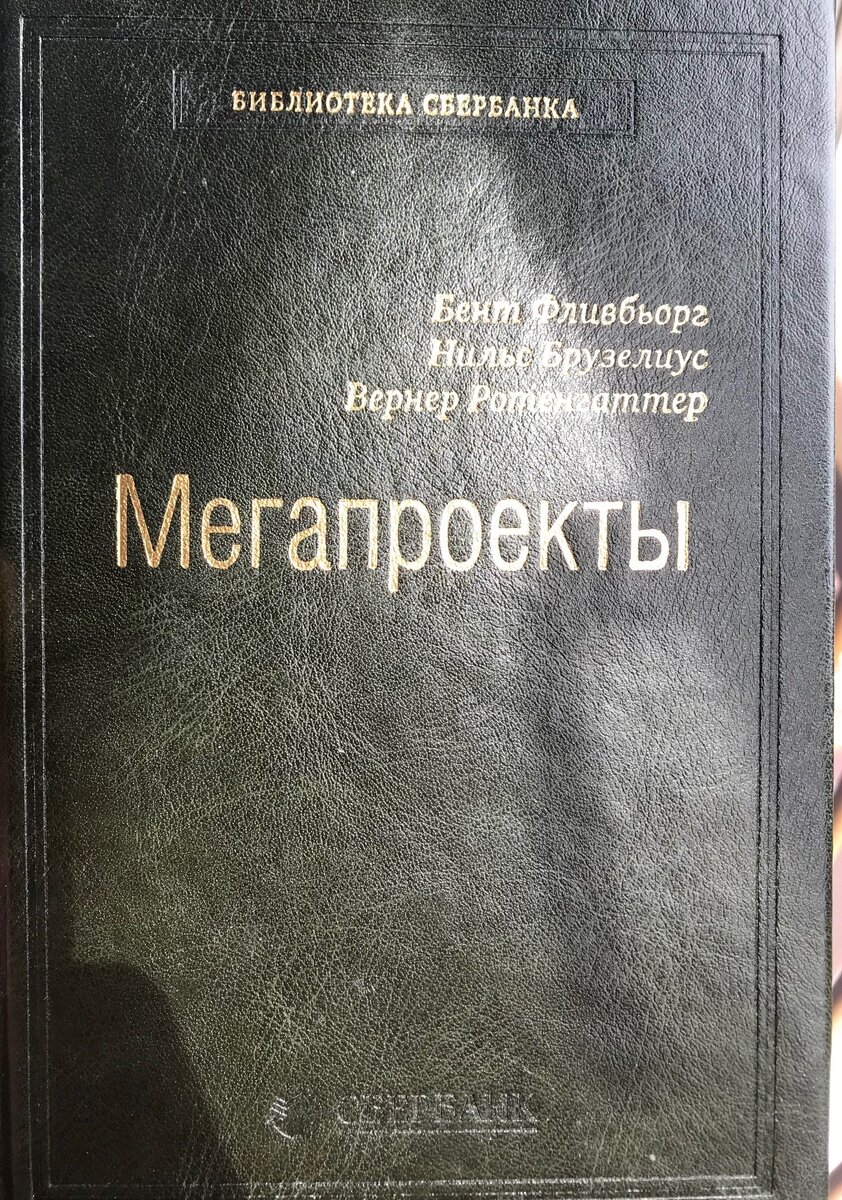 БИБЛИОТЕКА СБЕРБАНКА
Бент Фливбьорг
Нильс Брузелиус
Вернер Ротенгаттер
Мегапроекты
СБЕРБАНК